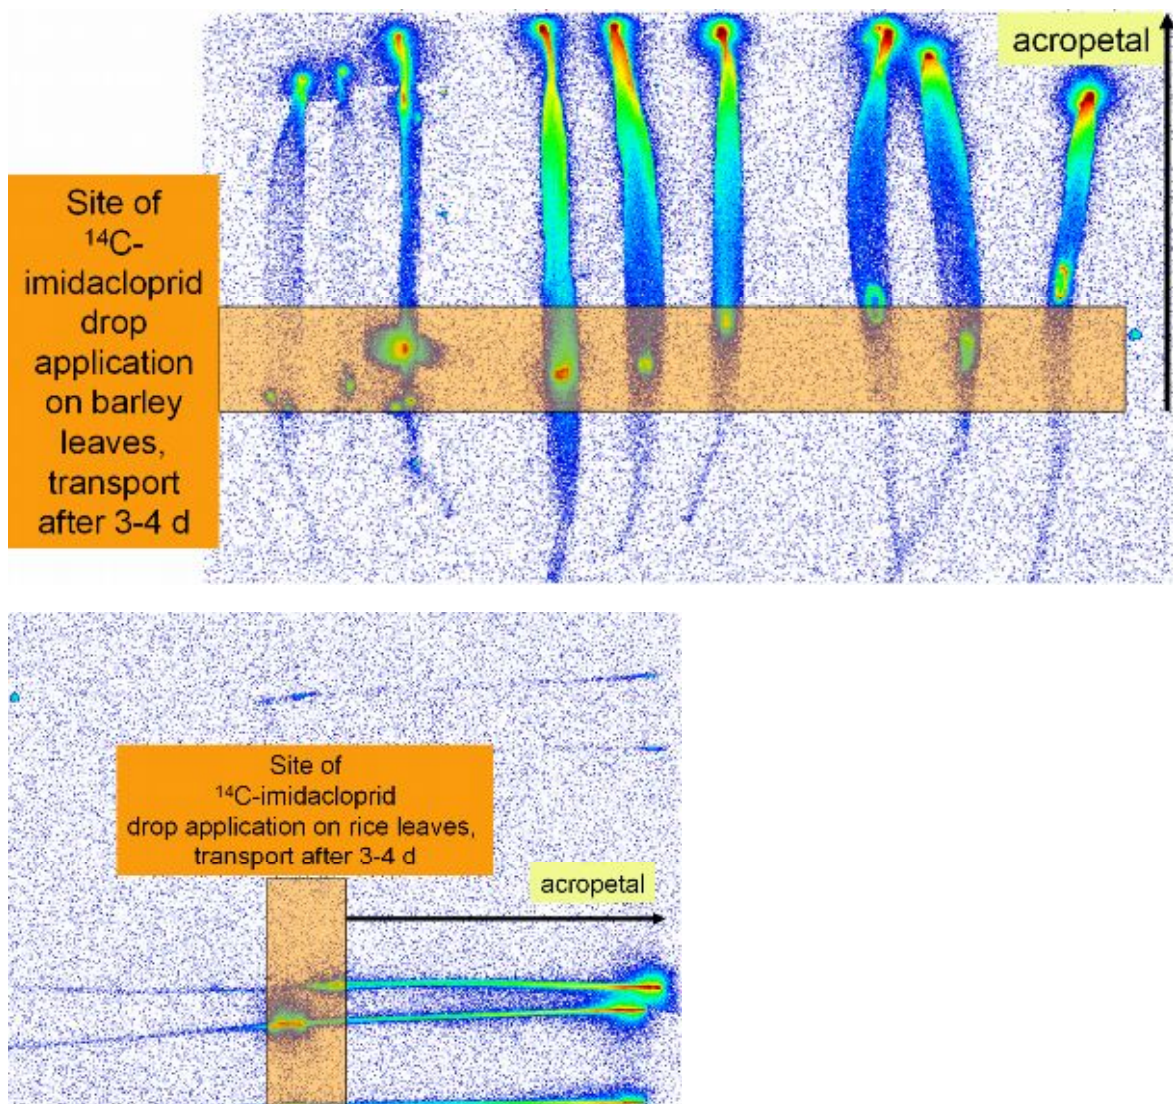 acropetal
Site of
¹⁴C-
imidacloprid
drop
application
on barley
leaves,
transport
after 3-4 d
Site of
¹⁴C-imidacloprid
drop application on rice leaves,
transport after 3-4 d
acropetal